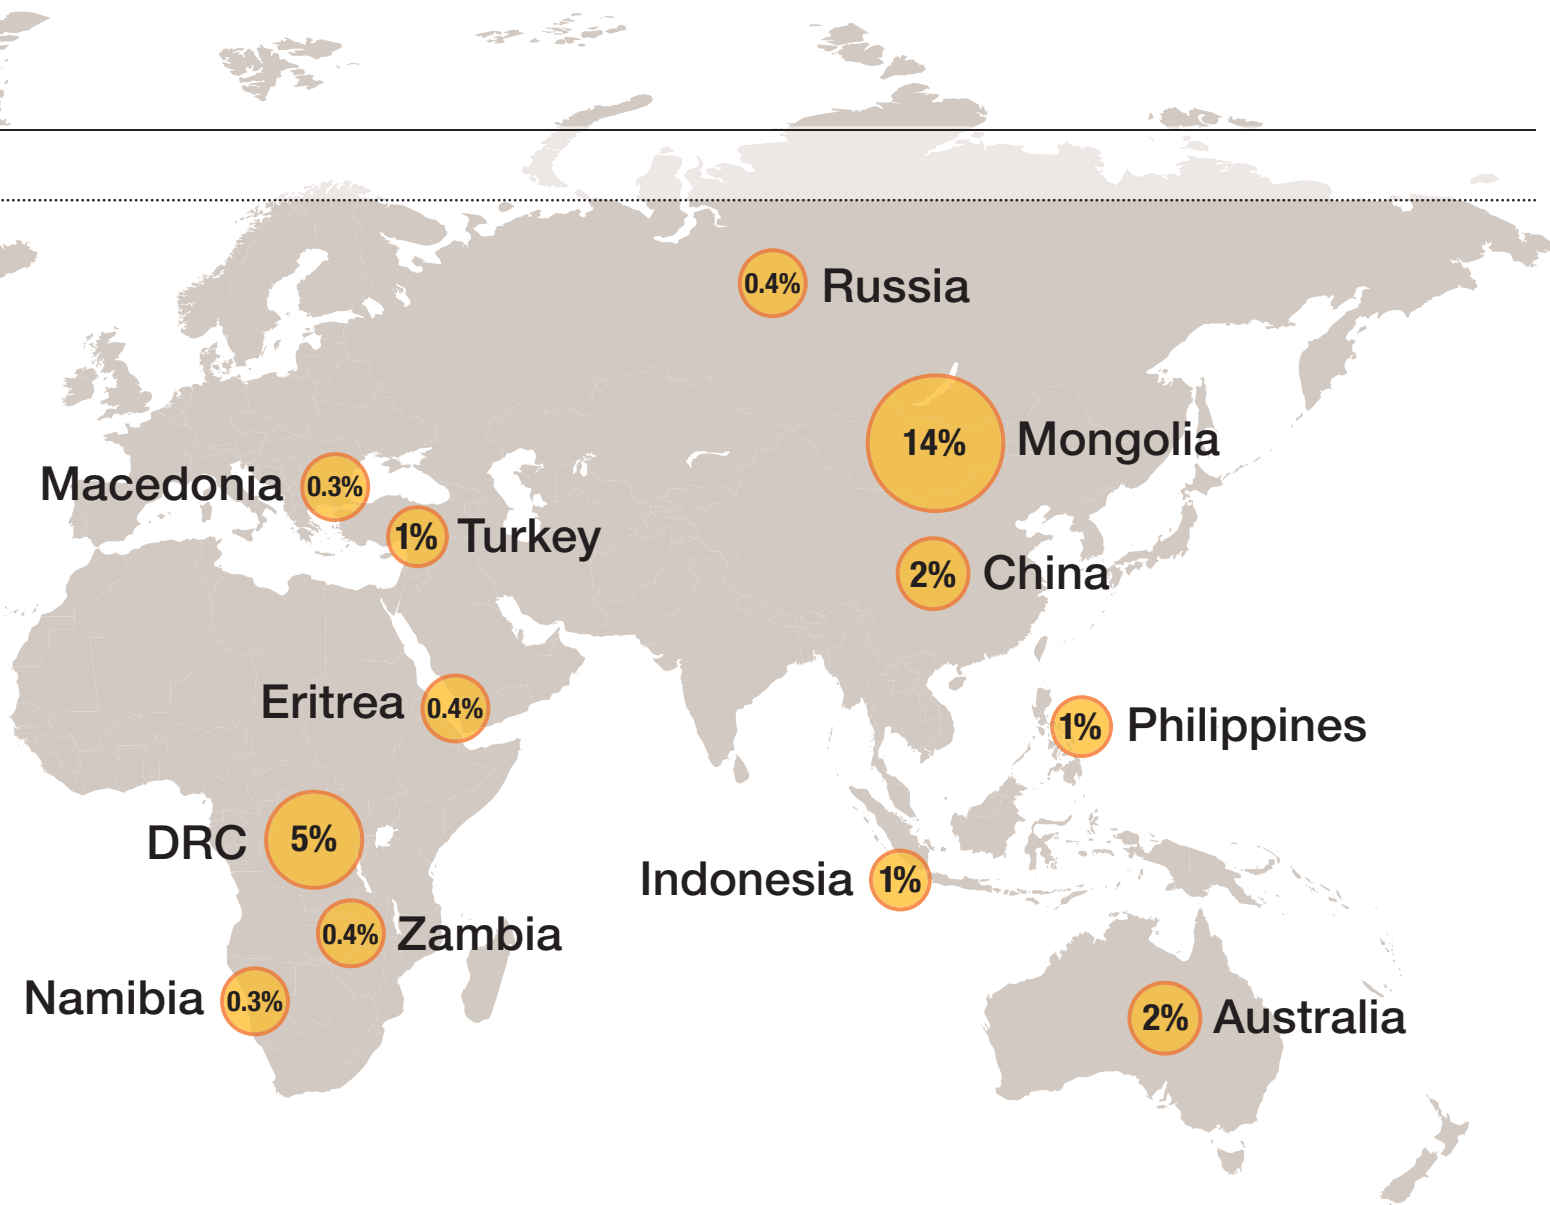 0.4% Russia
14% Mongolia
Macedonia 0.3%
1% Turkey
2% China
Eritrea 0.4%
1% Philippines
DRC 5%
Indonesia 1%
0.4% Zambia
Namibia 0.3%
2% Australia